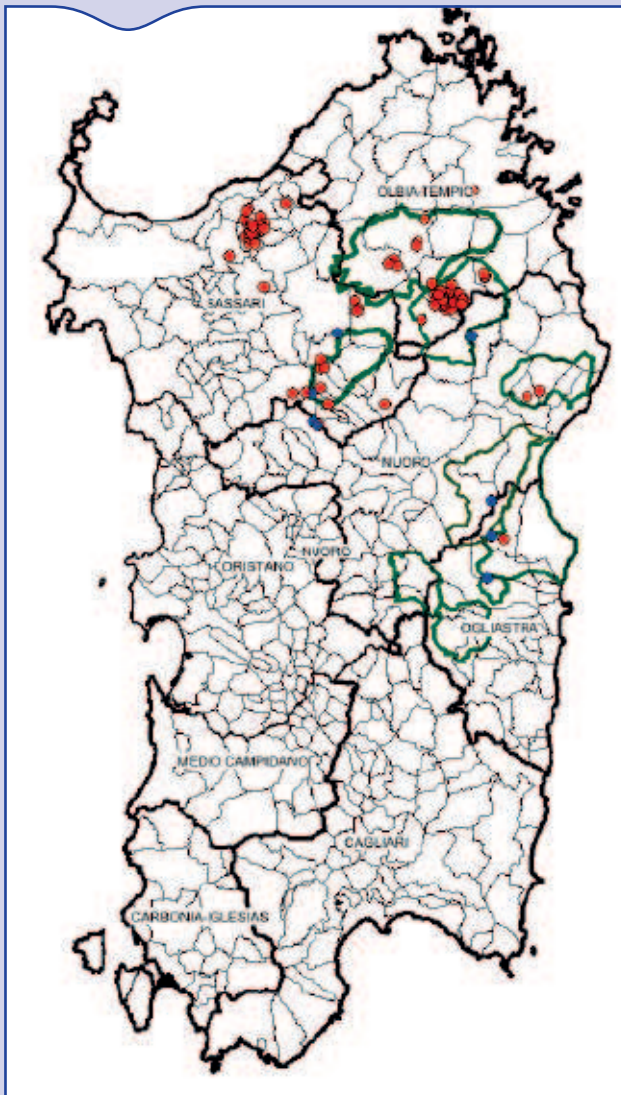 OLBIA-TEMPIO
SASSARI
NUORO
NUORO
ORISTANO
OGLIASTRA
MEDIO CAMPIDANO
CAGLIARI
CARBONIA-IGLESIAS